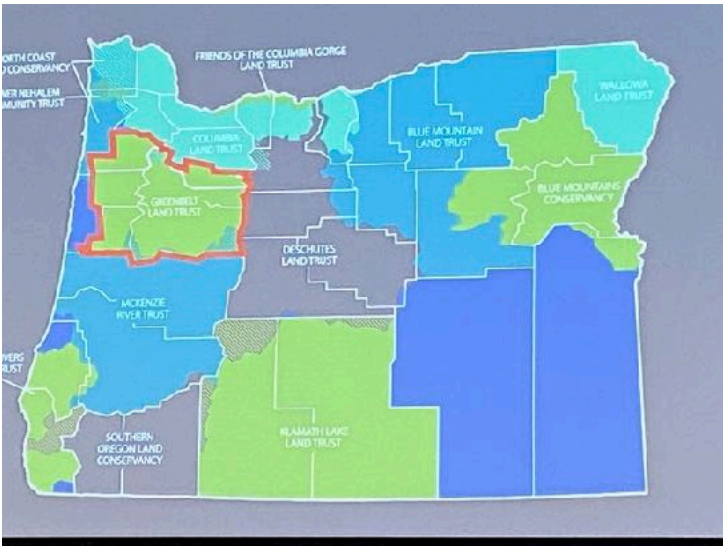 ORTH COAST
D CONSERVANCY
ER NEHALEM
MUNITY TRUST
FRIENDS OF THE COLUMBIA GORGE
LAND TRUST
WALLOWA
LAND TRUST
COLUMBIA
LAND TRUST
BLUE MOUNTAIN
LAND TRUST
GREENBELT
LAND TRUST
BLUE MOUNTAINS
CONSERVANCY
DESCHUTES
LAND TRUST
MCKENZIE
RIVER TRUST
VERS
RUST
SOUTHERN
OREGON LAND
CONSERVANCY
KLAMATH LAKE
LAND TRUST